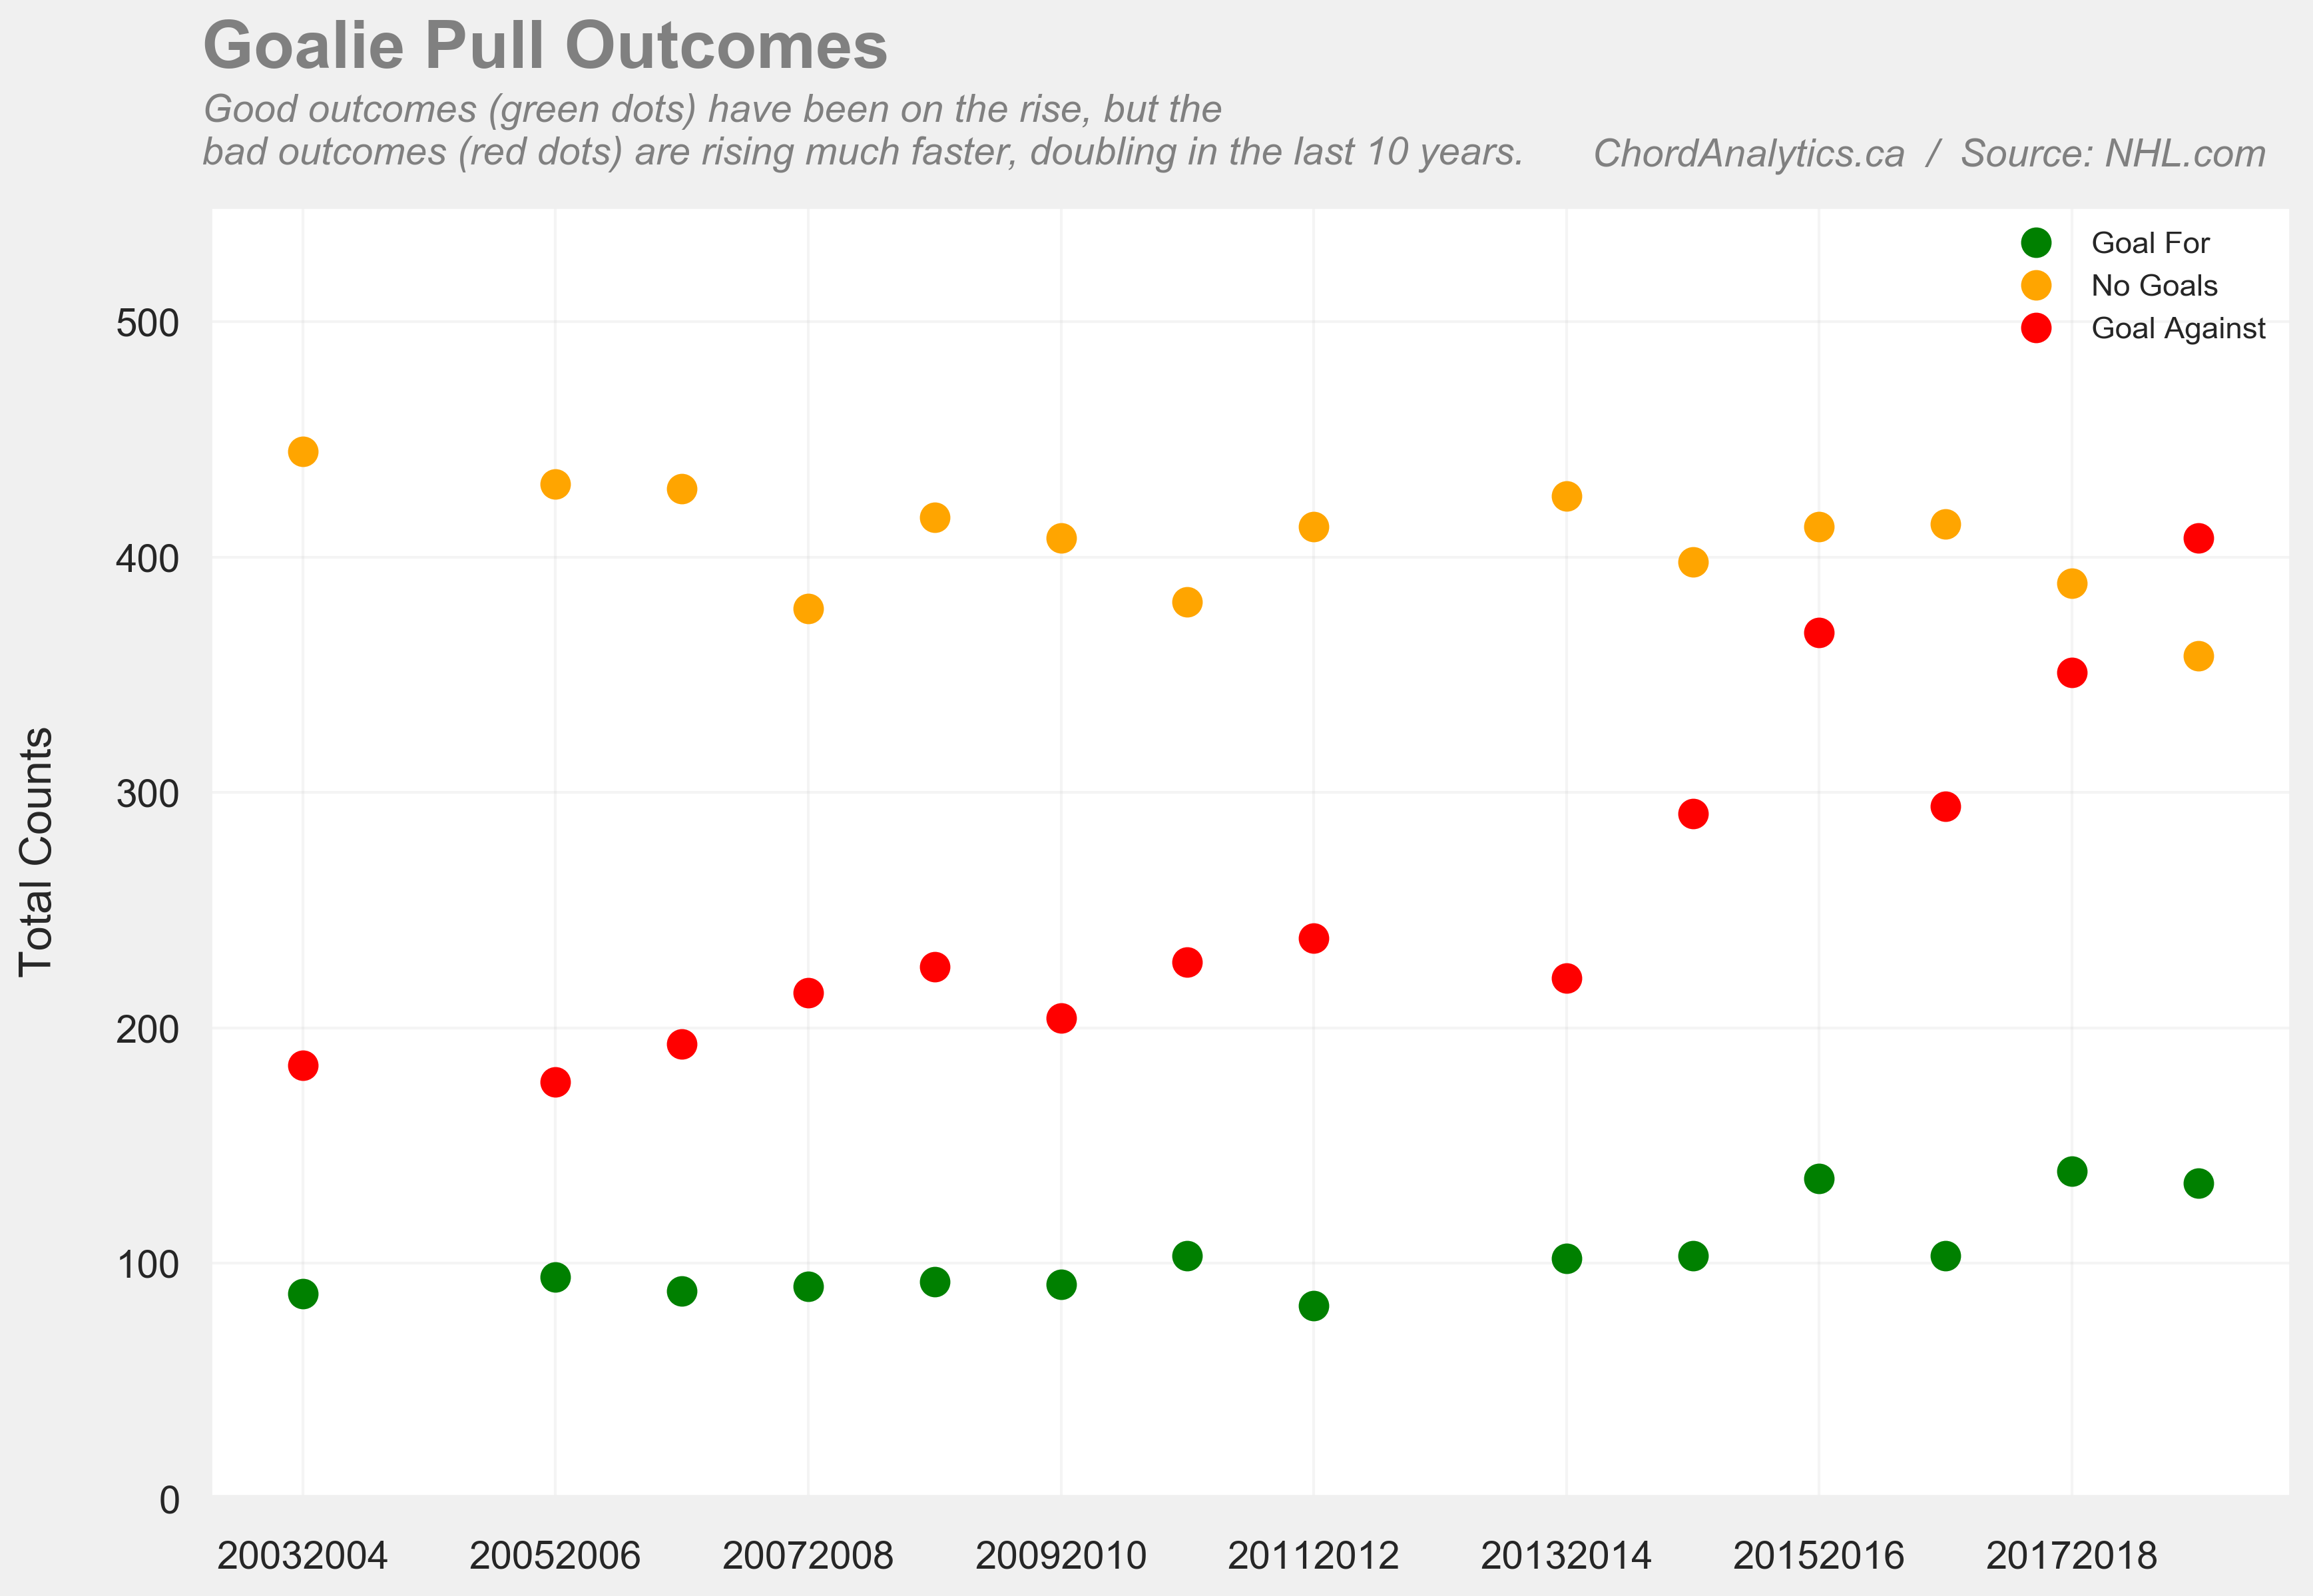 Goalie Pull Outcomes
Good outcomes (green dots) have been on the rise, but the
bad outcomes (red dots) are rising much faster, doubling in the last 10 years.
ChordAnalytics.ca / Source: NHL.com
Goal For
No Goals
Goal Against
Total Counts
500
400
300
200
100
0
20032004
20052006
20072008
20092010
20112012
20132014
20152016
20172018